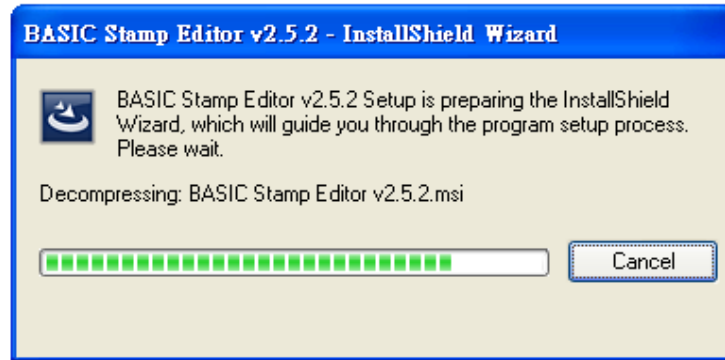 BASIC Stamp Editor v2.5.2 - InstallShield Wizard
BASIC Stamp Editor v2.5.2 Setup is preparing the InstallShield
Wizard, which will guide you through the program setup process.
Please wait.
Decompressing: BASIC Stamp Editor v2.5.2.msi
Cancel